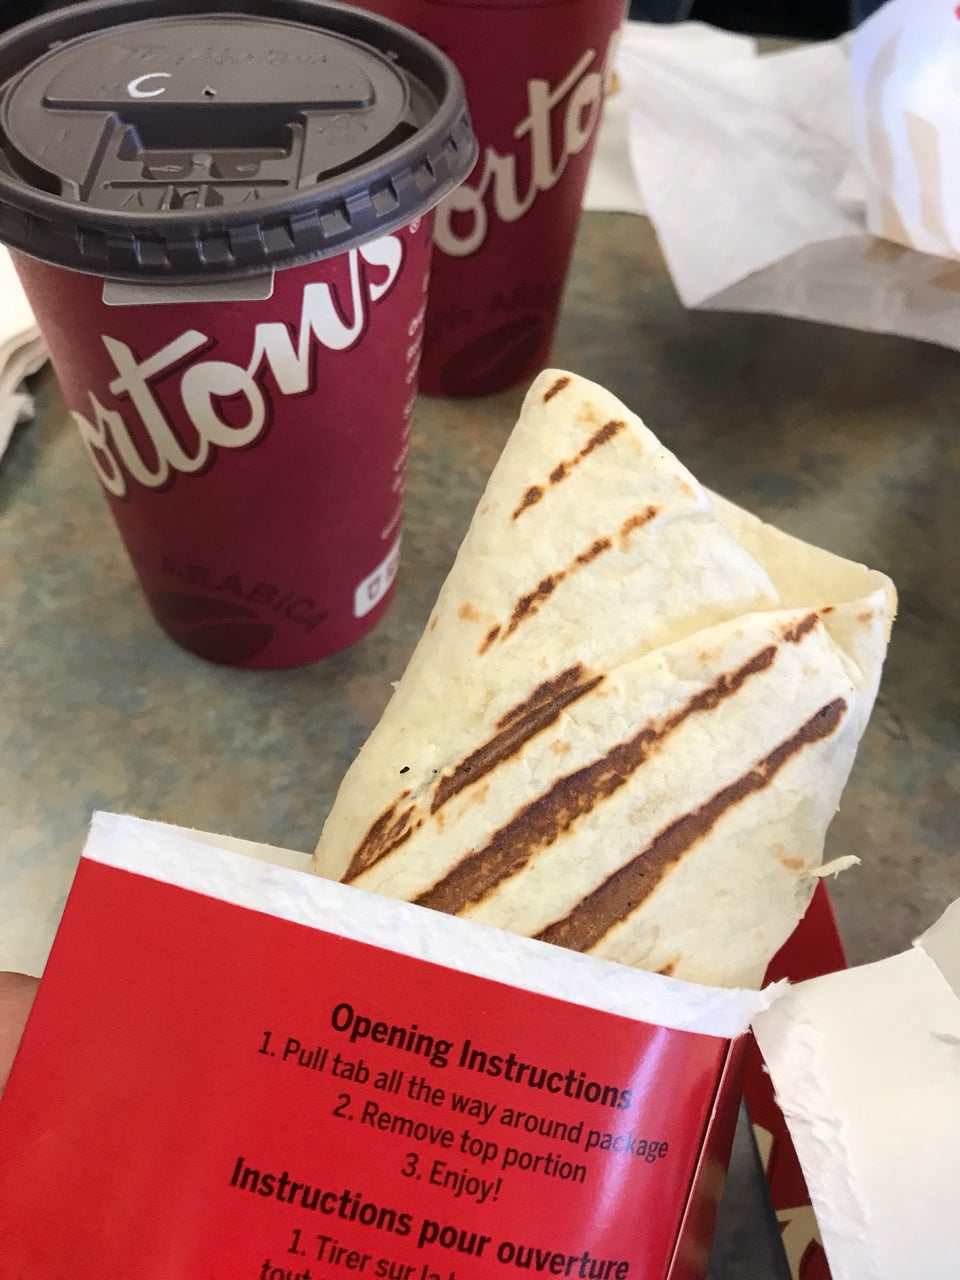 C
ortons
orto
ARABICA
Opening Instructions
1. Pull tab all the way around package
2. Remove top portion
3. Enjoy!
Instructions pour ouverture
1. Tirer sur la